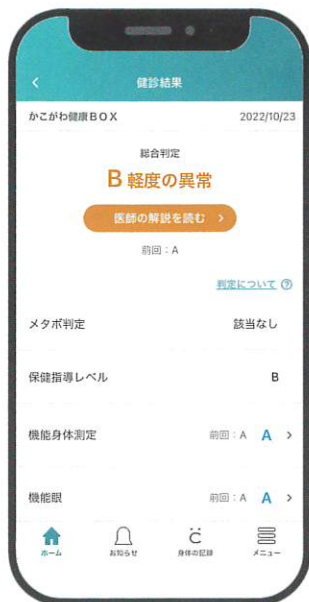 健診結果
かこがわ健康BOX 2022/10/23
総合判定
B 軽度の異常
医師の解説を読む
前回：A
判定について ?
メタボ判定 該当なし
保健指導レベル B
機能身体測定 前回：A A
機能眼 前回：A A
ホーム お知らせ 身体の記録 メニュー